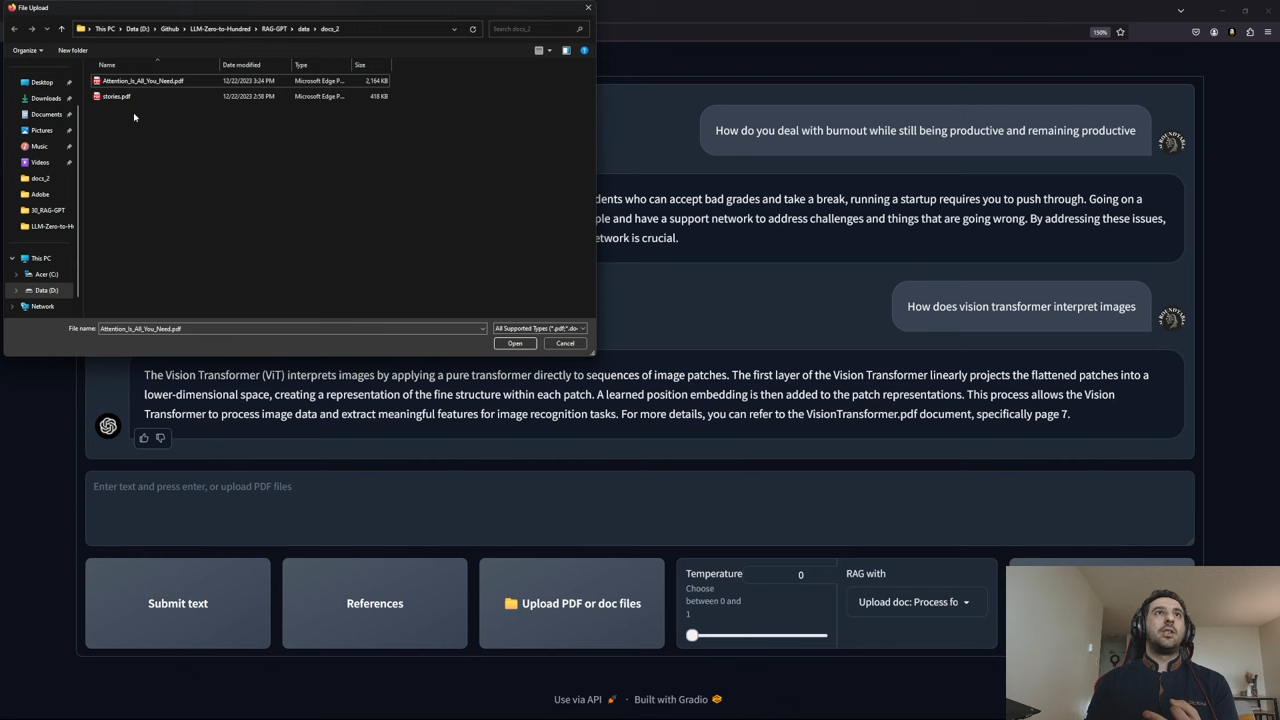 File Upload
This PC > Data (D:) > Github > LLM-Zero-to-Hundred > RAG-GPT > data > docs_2
Search docs_2
150%
Organize
New folder
Name
Date modified
Type
Size
Desktop
Downloads
Documents
Pictures
Music
Videos
docs_2
Adobe
30_RAG-GPT
LLM-Zero-to-H
This PC
Acer (C:)
Data (D:)
Network
Attention_Is_All_You_Need.pdf
12/22/2023 3:24 PM
Microsoft Edge P...
2,164 KB
stories.pdf
12/22/2023 2:58 PM
Microsoft Edge P...
418 KB
File name:
Attention_Is_All_You_Need.pdf
All Supported Types (*.pdf;*.do
Open
Cancel
How do you deal with burnout while still being productive and remaining productive
dents who can accept bad grades and take a break, running a startup requires you to push through. Going on a
ple and have a support network to address challenges and things that are going wrong. By addressing these issues,
etwork is crucial.
How does vision transformer interpret images
The Vision Transformer (ViT) interprets images by applying a pure transformer directly to sequences of image patches. The first layer of the Vision Transformer linearly projects the flattened patches into a
lower-dimensional space, creating a representation of the fine structure within each patch. A learned position embedding is then added to the patch representations. This process allows the Vision
Transformer to process image data and extract meaningful features for image recognition tasks. For more details, you can refer to the VisionTransformer.pdf document, specifically page 7.
Enter text and press enter, or upload PDF files
Submit text
References
Upload PDF or doc files
Temperature
0
Choose
between 0 and
1
RAG with
Upload doc: Process fo
Use via API
·
Built with Gradio